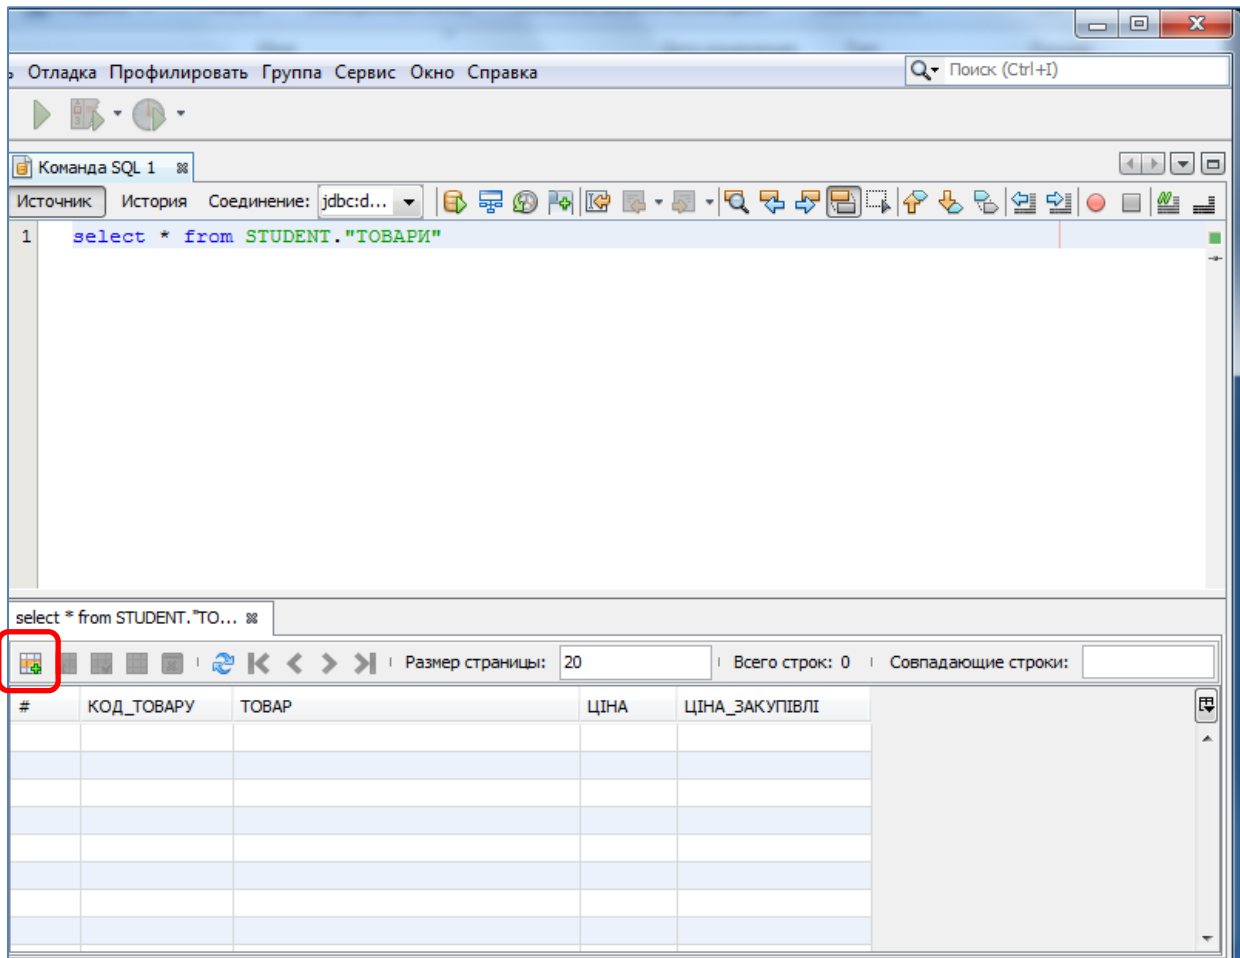 Отладка Профилировать Группа Сервис Окно Справка
Поиск (Ctrl+I)
Команда SQL 1
Источник История Соединение: jdbc:d...
1 select * from STUDENT."ТОВАРИ"
select * from STUDENT."ТО...
Размер страницы: 20 Всего строк: 0 Совпадающие строки:
# КОД_ТОВАРУ ТОВАР ЦІНА ЦІНА_ЗАКУПІВЛІ